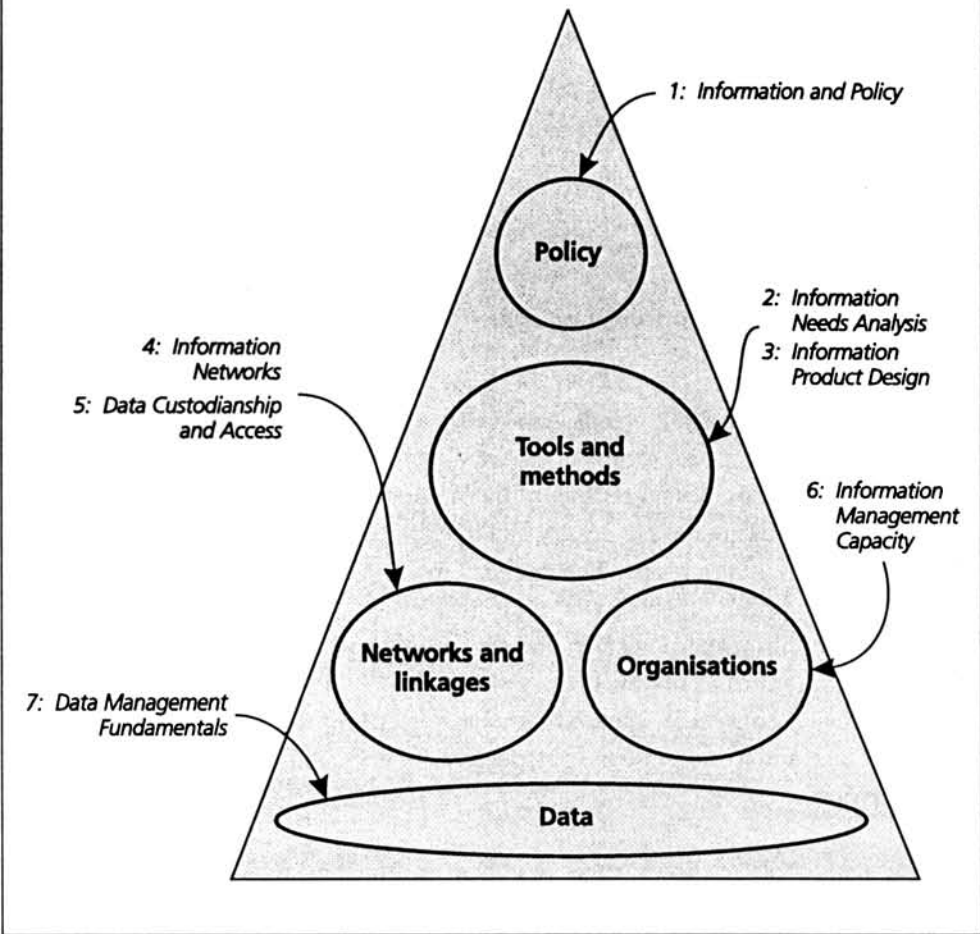 1: Information and Policy
Policy
2: Information
Needs Analysis
3: Information
Product Design
4: Information
Networks
5: Data Custodianship
and Access
Tools and
methods
6: Information
Management
Capacity
Networks and
linkages
Organisations
7: Data Management
Fundamentals
Data